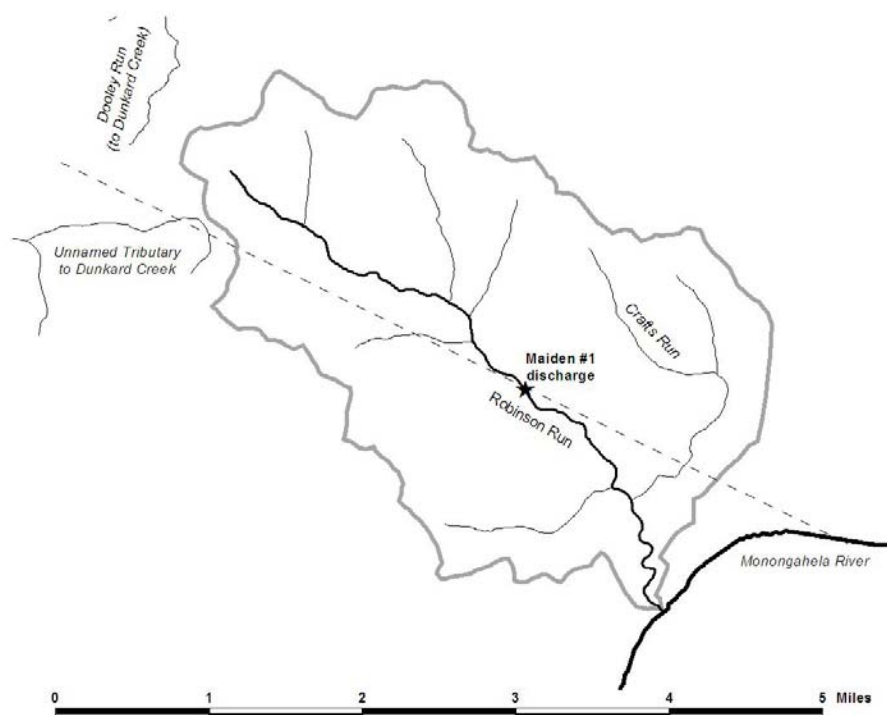 Dooley Run
(to Dunkard Creek)
Unnamed Tributary
to Dunkard Creek
Crafts Run
Maiden #1
discharge
Robinson Run
Monongahela River
0 1 2 3 4 5 Miles